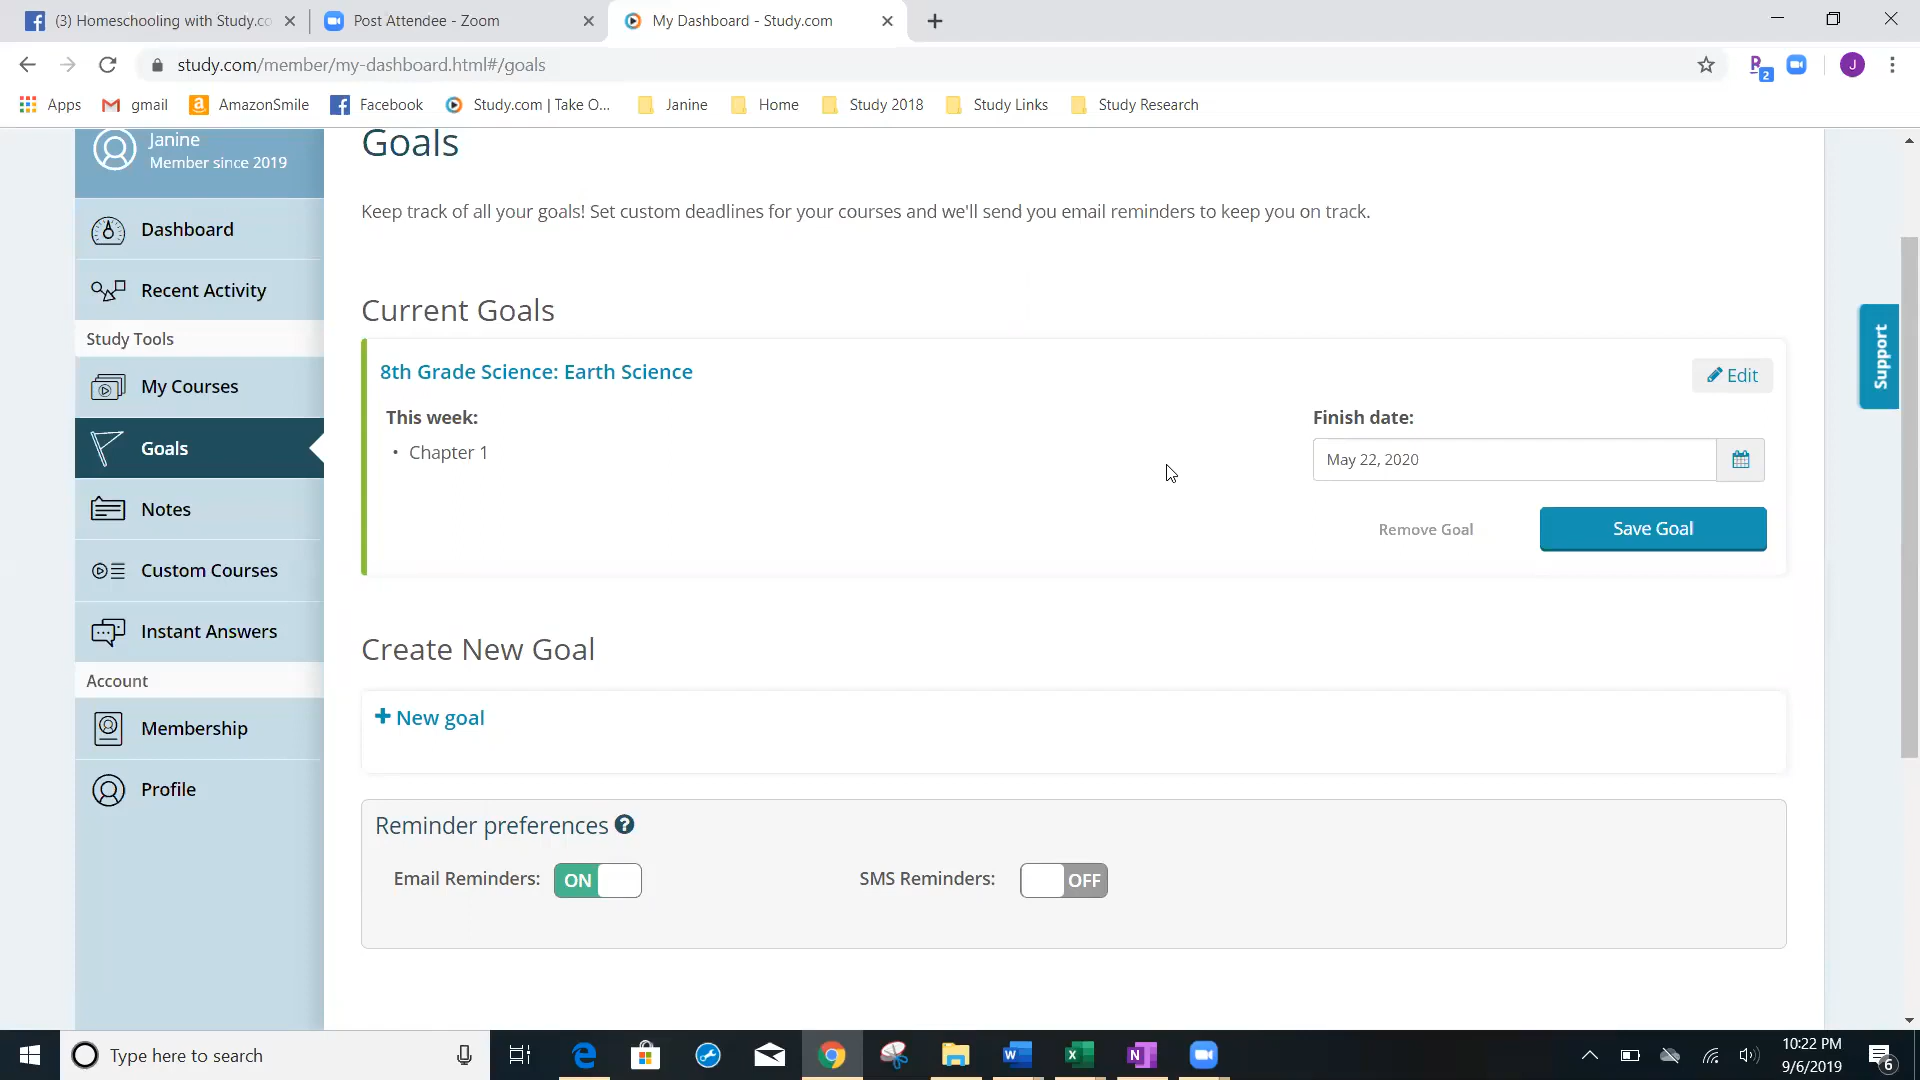 (3) Homeschooling with Study.co
Post Attendee - Zoom
My Dashboard - Study.com
study.com/member/my-dashboard.html#/goals
2
J
Apps
gmail
AmazonSmile
Facebook
Study.com | Take O...
Janine
Home
Study 2018
Study Links
Study Research
Janine
Member since 2019
Dashboard
Recent Activity
Study Tools
My Courses
Goals
Notes
Custom Courses
Instant Answers
Account
Membership
Profile
Goals
Keep track of all your goals! Set custom deadlines for your courses and we'll send you email reminders to keep you on track.
Current Goals
8th Grade Science: Earth Science
Edit
This week:
• Chapter 1
Finish date:
May 22, 2020
Remove Goal
Save Goal
Create New Goal
+ New goal
Reminder preferences ?
Email Reminders: ON
SMS Reminders: OFF
Support
Type here to search
10:22 PM
9/6/2019
6